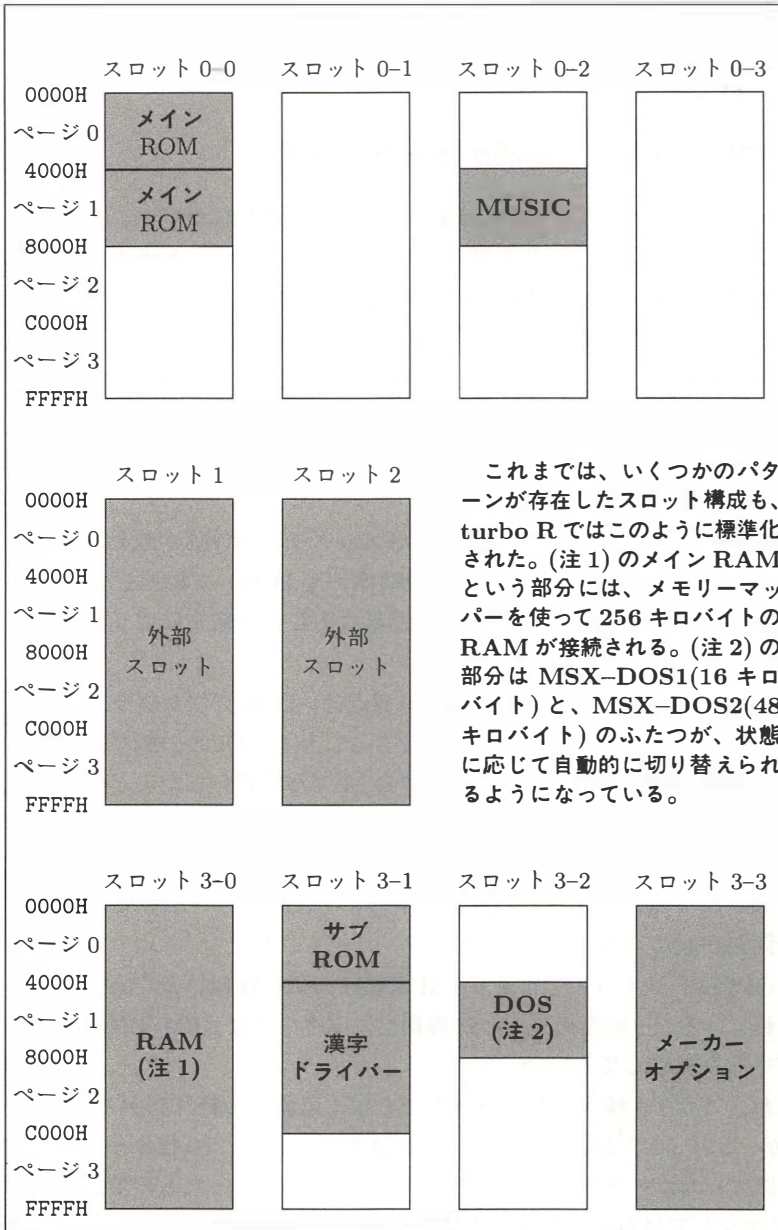 スロット 0–0 スロット 0–1 スロット 0–2 スロット 0–3
0000H
ページ 0
4000H
ページ 1
8000H
ページ 2
C000H
ページ 3
FFFFH
メイン
ROM
メイン
ROM
MUSIC
スロット 1 スロット 2
0000H
ページ 0
4000H
ページ 1
8000H
ページ 2
C000H
ページ 3
FFFFH
外部
スロット
外部
スロット
これまでは、いくつかのパタ
ーンが存在したスロット構成も、
turbo R ではこのように標準化
された。(注 1) のメイン RAM
という部分には、メモリーマッ
パーを使って 256 キロバイトの
RAM が接続される。(注 2) の
部分は MSX–DOS1(16 キロ
バイト) と、MSX–DOS2(48
キロバイト) のふたつが、状態
に応じて自動的に切り替えられ
るようになっている。
スロット 3–0 スロット 3–1 スロット 3–2 スロット 3–3
0000H
ページ 0
4000H
ページ 1
8000H
ページ 2
C000H
ページ 3
FFFFH
RAM
(注 1)
サブ
ROM
漢字
ドライバー
DOS
(注 2)
メーカー
オプション